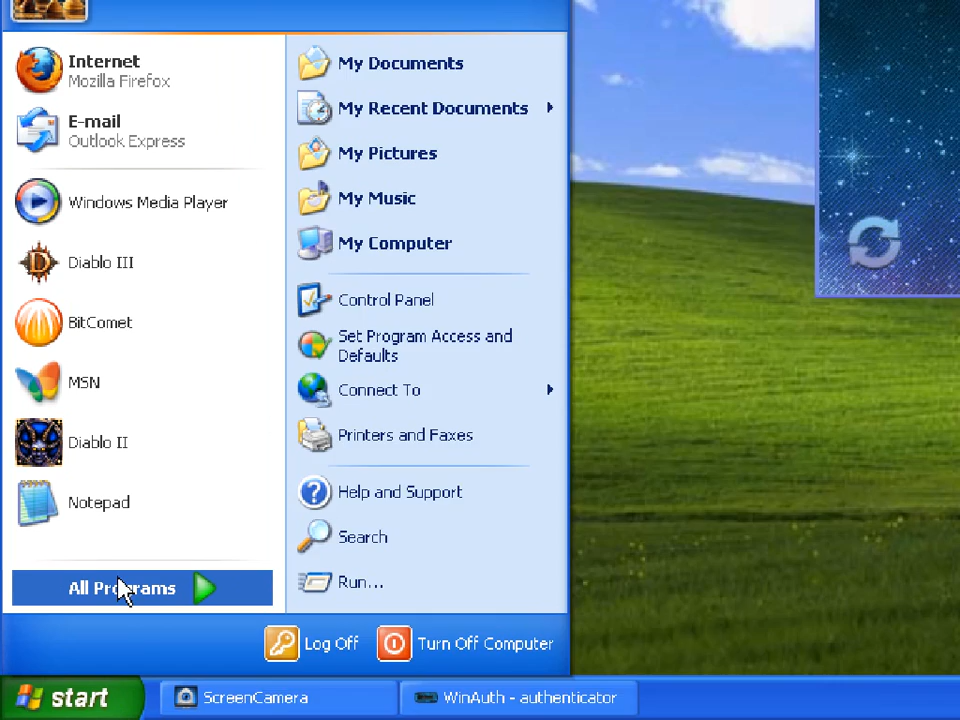 Internet
Mozilla Firefox
E-mail
Outlook Express
Windows Media Player
Diablo III
BitComet
MSN
Diablo II
Notepad
All Programs
My Documents
My Recent Documents
My Pictures
My Music
My Computer
Control Panel
Set Program Access and
Defaults
Connect To
Printers and Faxes
Help and Support
Search
Run...
Log Off
Turn Off Computer
start
ScreenCamera
WinAuth - authenticator